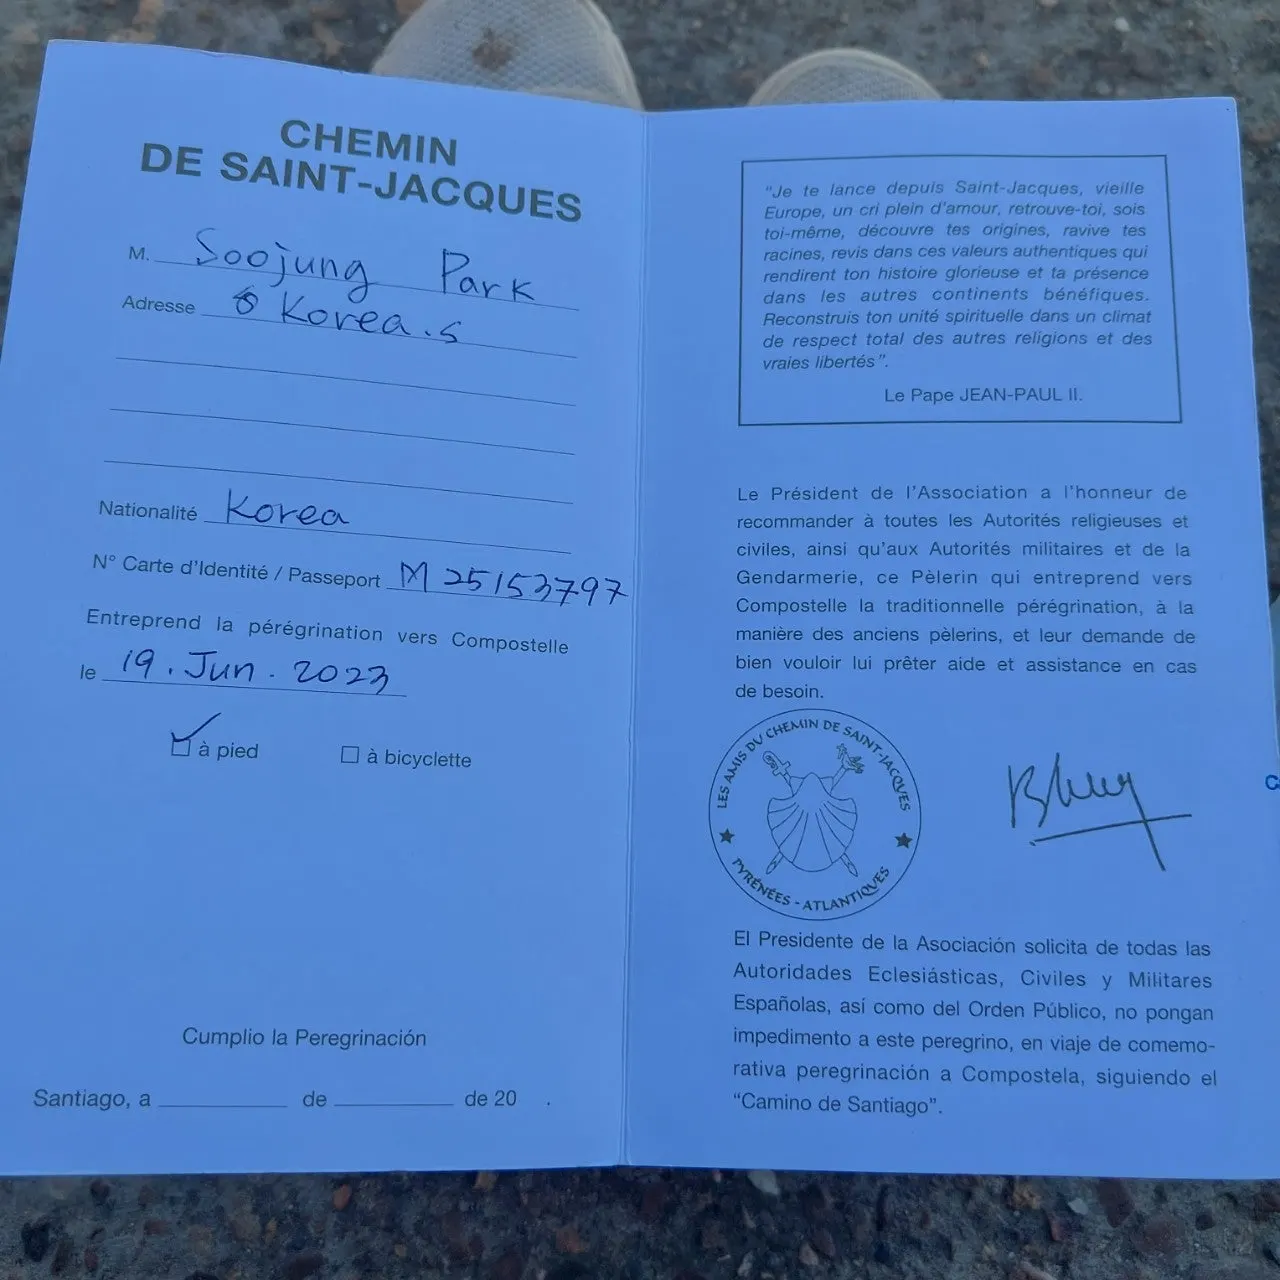 CHEMIN
DE SAINT-JACQUES
M. Soojung Park
Adresse Korea.s
Nationalité Korea
N° Carte d'Identité / Passeport M 25153797
Entreprend la pérégrination vers Compostelle
le 19. Jun. 2023
à pied à bicyclette
Cumplio la Peregrinación
Santiago, a ____ de ____ de 20 .
"Je te lance depuis Saint-Jacques, vieille
Europe, un cri plein d'amour, retrouve-toi, sois
toi-même, découvre tes origines, ravive tes
racines, revis dans ces valeurs authentiques qui
rendirent ton histoire glorieuse et ta présence
dans les autres continents bénéfiques.
Reconstruis ton unité spirituelle dans un climat
de respect total des autres religions et des
vraies libertés".
Le Pape JEAN-PAUL II.
Le Président de l'Association a l'honneur de
recommander à toutes les Autorités religieuses et
civiles, ainsi qu'aux Autorités militaires et de la
Gendarmerie, ce Pèlerin qui entreprend vers
Compostelle la traditionnelle pérégrination, à la
manière des anciens pèlerins, et leur demande de
bien vouloir lui prêter aide et assistance en cas
de besoin.
LES AMIS DU CHEMIN DE SAINT-JACQUES
PYRÉNÉES - ATLANTIQUES
El Presidente de la Asociación solicita de todas las
Autoridades Eclesiásticas, Civiles y Militares
Españolas, así como del Orden Público, no pongan
impedimento a este peregrino, en viaje de comemo-
rativa peregrinación a Compostela, siguiendo el
"Camino de Santiago".